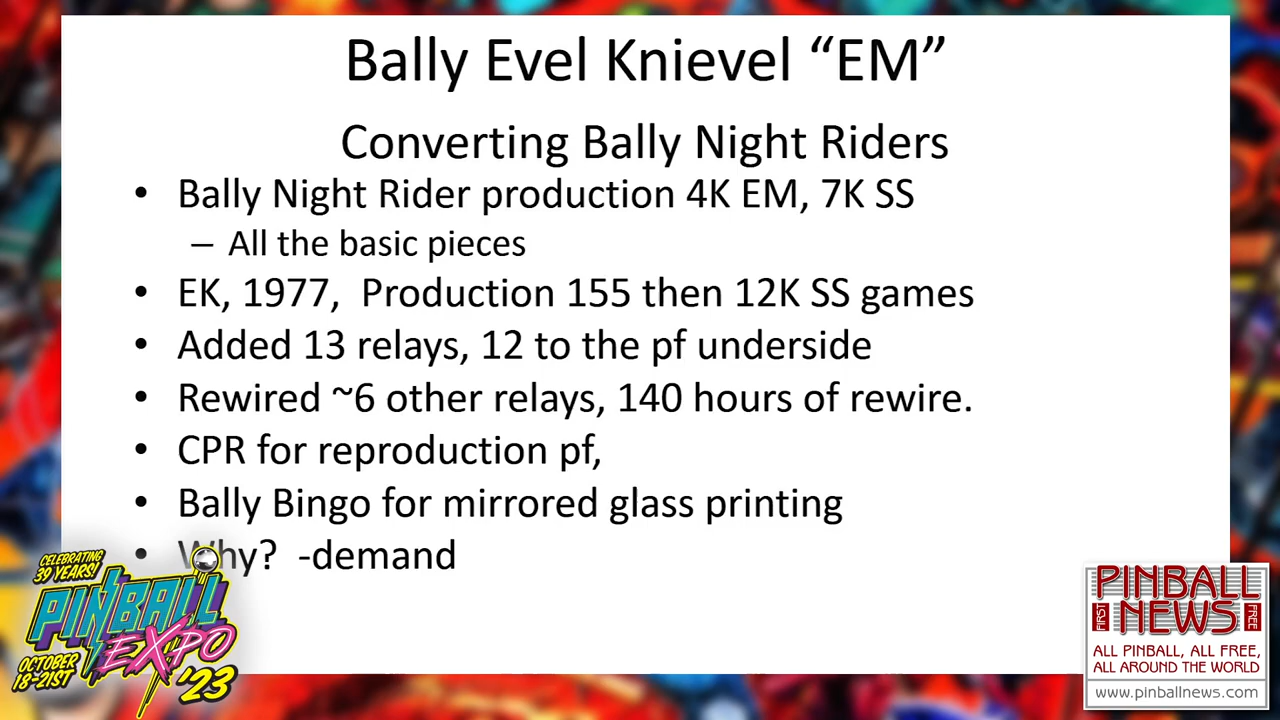 Bally Evel Knievel “EM”
Converting Bally Night Riders
• Bally Night Rider production 4K EM, 7K SS
– All the basic pieces
• EK, 1977,  Production 155 then 12K SS games
• Added 13 relays, 12 to the pf underside
• Rewired ~6 other relays, 140 hours of rewire.
• CPR for reproduction pf,
• Bally Bingo for mirrored glass printing
• Why?  -demand
CELEBRATING
39 YEARS!
PINBALL
EXPO
OCTOBER
18-21ST
'23
PINBALL
FIRST NEWS FREE
ALL PINBALL, ALL FREE,
ALL AROUND THE WORLD
www.pinballnews.com